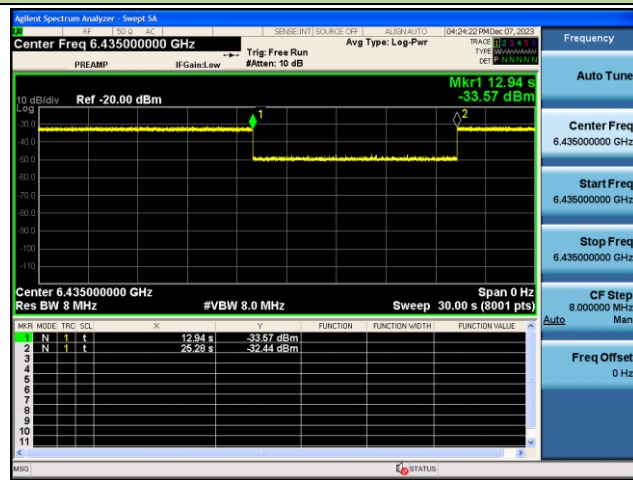 Agilent Spectrum Analyzer - Swept SA
RF 50 Ω AC SENSE:INT SOURCE OFF ALIGNAUTO 04:24:22 PM Dec 07, 2023
Center Freq 6.435000000 GHz
Avg Type: Log-Pwr
TRACE 1 2 3 4 5 6
TYPE
DET P N N N N N
PREAMP
IFGain:Low
Trig: Free Run
#Atten: 10 dB
Frequency
Mkr1 12.94 s
-33.57 dBm
10 dB/div
Log
Ref -20.00 dBm
1
2
-30.0
-40.0
-50.0
-60.0
-70.0
-80.0
-90.0
-100
-110
Center 6.435000000 GHz
Span 0 Hz
Res BW 8 MHz
#VBW 8.0 MHz
Sweep 30.00 s (8001 pts)
MKR MODE TRC SCL X Y FUNCTION FUNCTION WIDTH FUNCTION VALUE
1 N 1 t 12.94 s -33.57 dBm
2 N 1 t 25.28 s -32.44 dBm
3
4
5
6
7
8
9
10
11
MSG
STATUS
Auto Tune
Center Freq
6.435000000 GHz
Start Freq
6.435000000 GHz
Stop Freq
6.435000000 GHz
CF Step
8.000000 MHz
Auto Man
Freq Offset
0 Hz